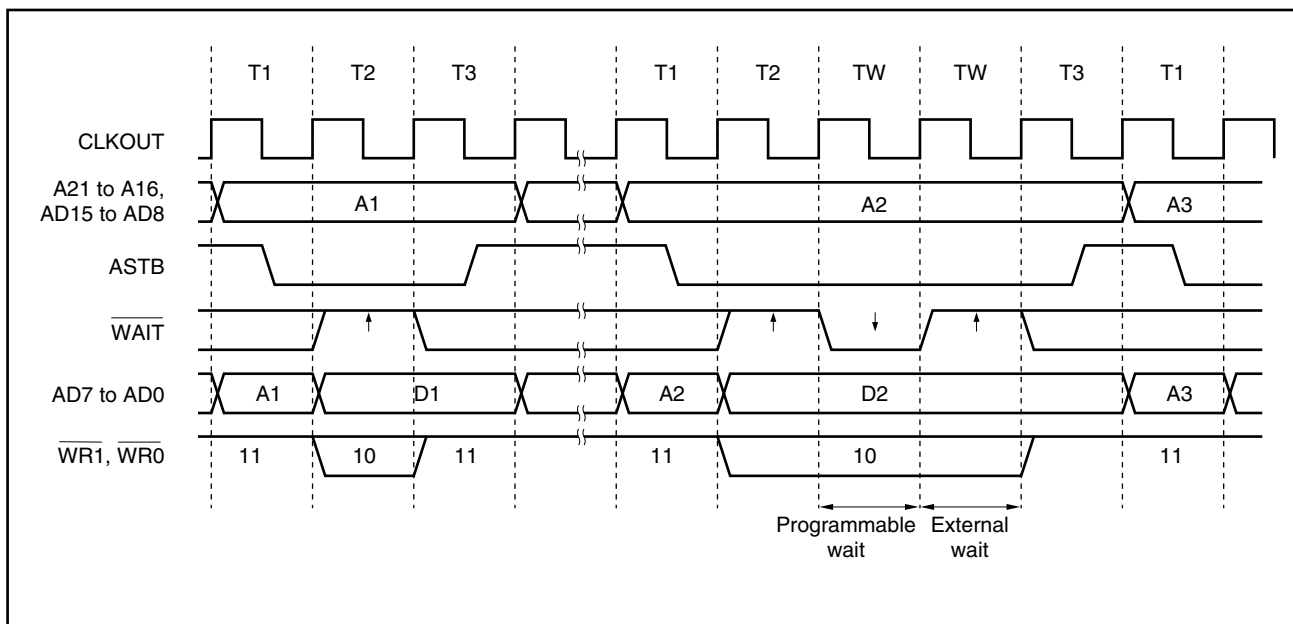 T1 T2 T3 T1 T2 TW TW T3 T1
CLKOUT
A21 to A16,
AD15 to AD8
A1 A2 A3
ASTB
WAIT
AD7 to AD0
A1 D1 A2 D2 A3
WR1, WR0
11 10 11 11 10 11
Programmable
wait
External
wait